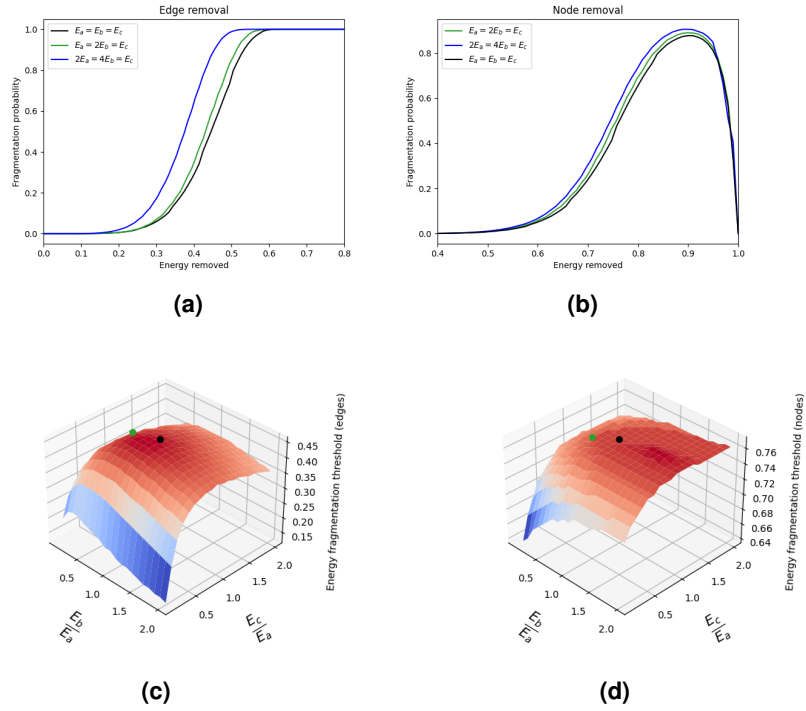 Edge removal
Fragmentation probability
1.0
0.8
0.6
0.4
0.2
0.0
E_a = E_b = E_c
E_a = 2E_b = E_c
2E_a = 4E_b = E_c
0.0 0.1 0.2 0.3 0.4 0.5 0.6 0.7 0.8
Energy removed
(a)
Node removal
Fragmentation probability
0.8
0.6
0.4
0.2
0.0
E_a = 2E_b = E_c
2E_a = 4E_b = E_c
E_a = E_b = E_c
0.4 0.5 0.6 0.7 0.8 0.9 1.0
Energy removed
(b)
Energy fragmentation threshold (edges)
0.45
0.40
0.35
0.30
0.25
0.20
0.15
0.5 1.0 1.5 2.0
E_b/E_a
0.5 1.0 1.5 2.0
E_c/E_a
(c)
Energy fragmentation threshold (nodes)
0.76
0.74
0.72
0.70
0.68
0.66
0.64
0.5 1.0 1.5 2.0
E_b/E_a
0.5 1.0 1.5 2.0
E_c/E_a
(d)